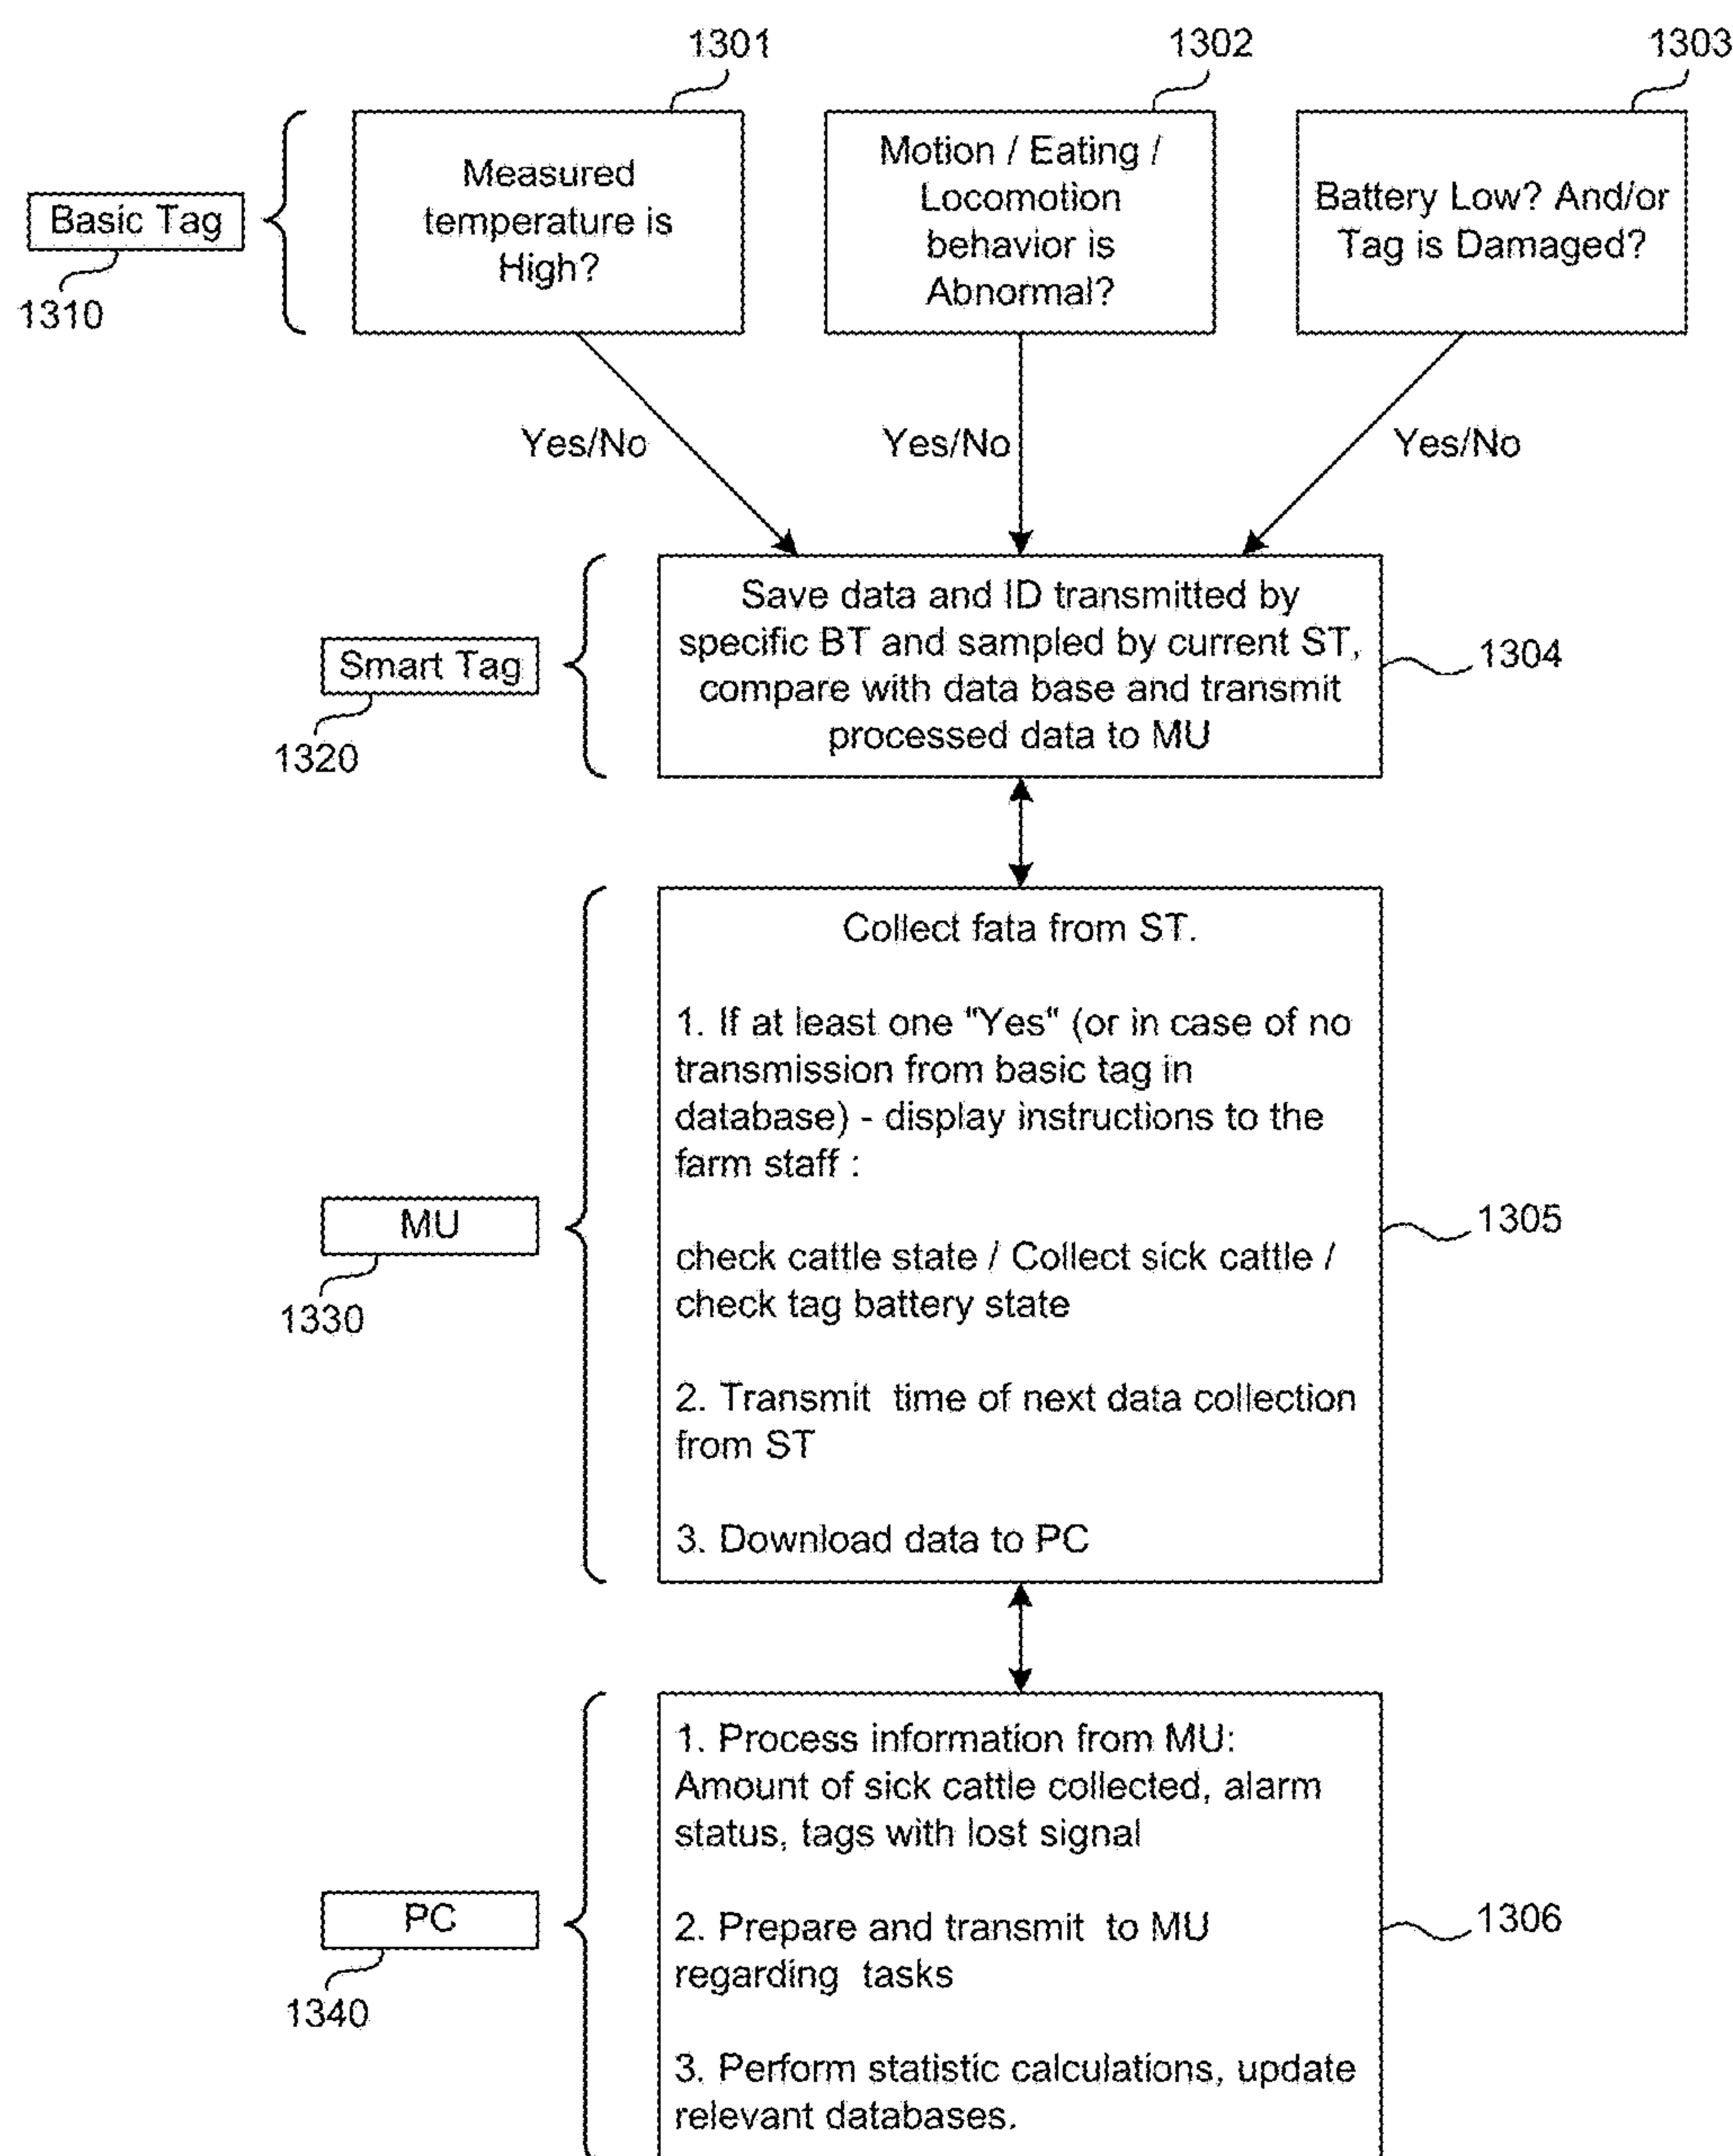 1301
1302
1303
Basic Tag
1310
Measured
temperature is
High?
Motion / Eating /
Locomotion
behavior is
Abnormal?
Battery Low? And/or
Tag is Damaged?
Yes/No
Yes/No
Yes/No
Smart Tag
1320
Save data and ID transmitted by
specific BT and sampled by current ST,
compare with data base and transmit
processed data to MU
1304
MU
1330
Collect fata from ST.
1. If at least one "Yes" (or in case of no
transmission from basic tag in
database) - display instructions to the
farm staff :
check cattle state / Collect sick cattle /
check tag battery state
2. Transmit time of next data collection
from ST
3. Download data to PC
1305
PC
1340
1. Process information from MU:
Amount of sick cattle collected, alarm
status, tags with lost signal
2. Prepare and transmit to MU
regarding tasks
3. Perform statistic calculations, update
relevant databases.
1306